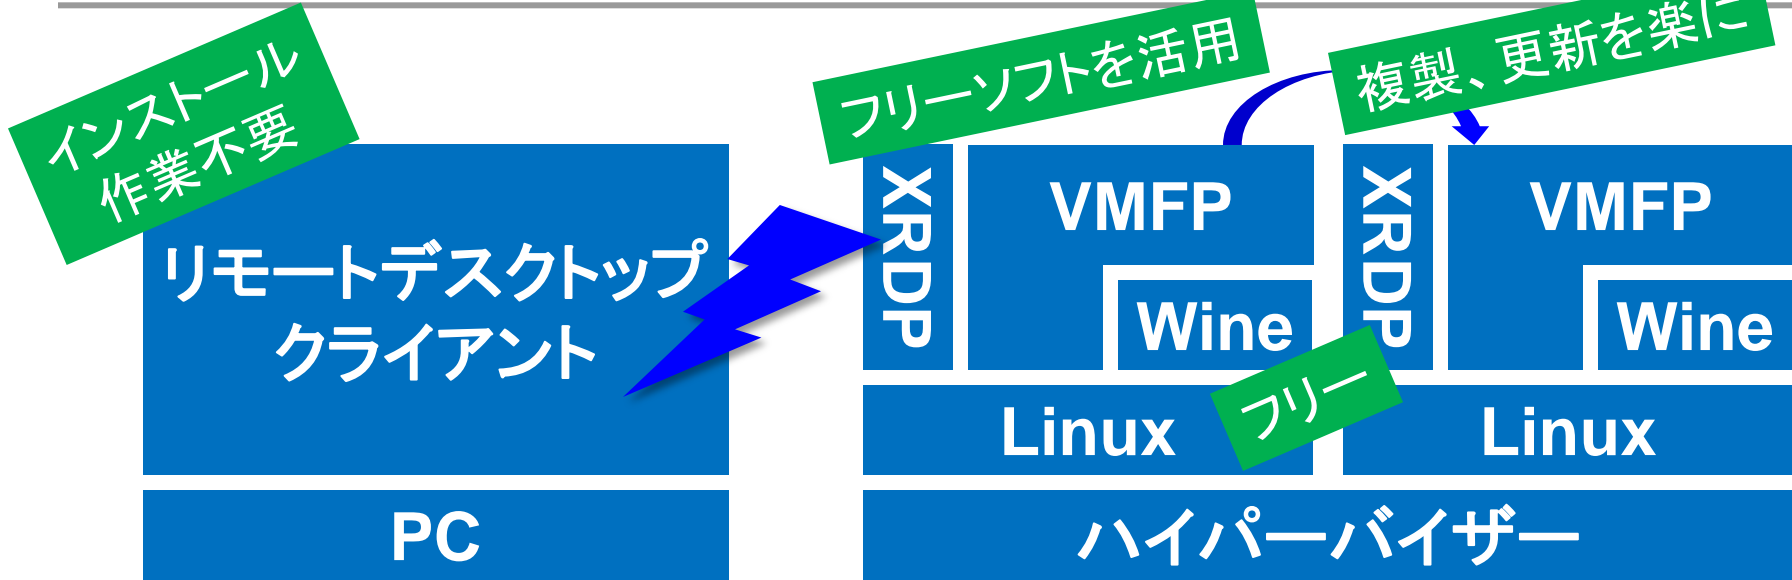 インストール
作業不要
フリーソフトを活用
複製、更新を楽に
リモートデスクトップ
クライアント
PC
XRDP
VMFP
Wine
フリー
Linux
XRDP
VMFP
Wine
Linux
ハイパーバイザー